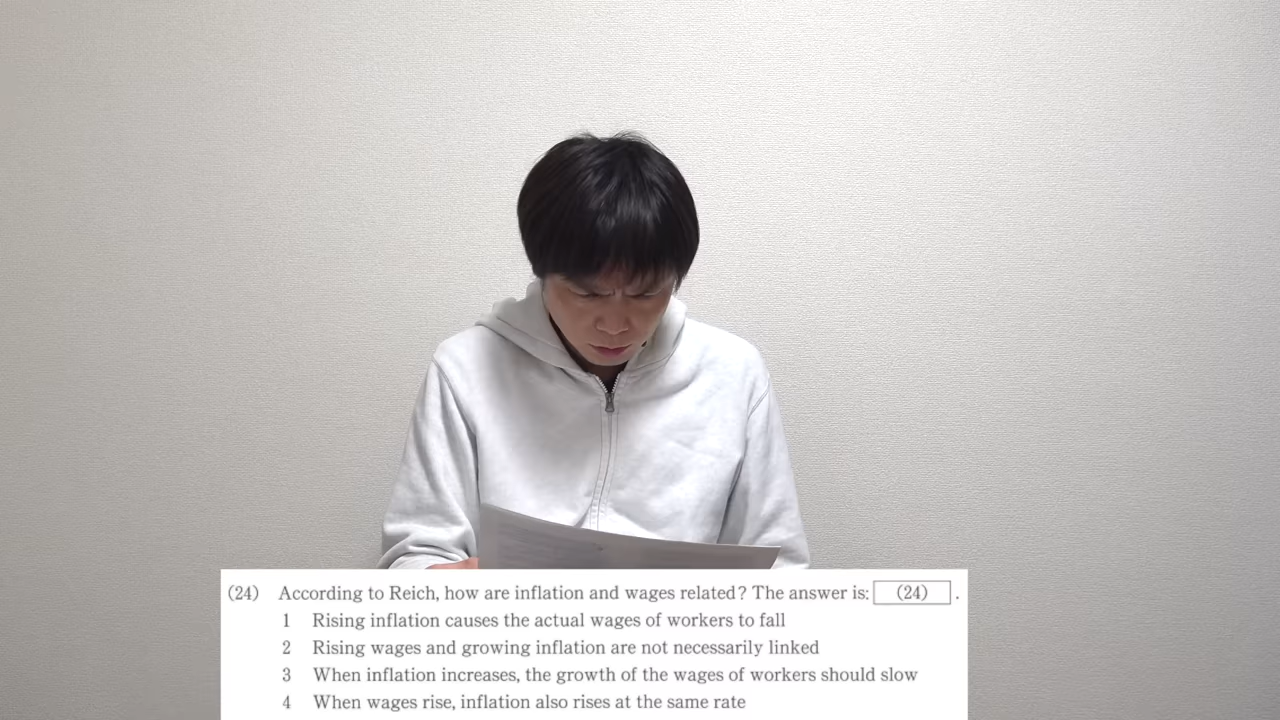 (24) According to Reich, how are inflation and wages related? The answer is: (24) .
1 Rising inflation causes the actual wages of workers to fall
2 Rising wages and growing inflation are not necessarily linked
3 When inflation increases, the growth of the wages of workers should slow
4 When wages rise, inflation also rises at the same rate